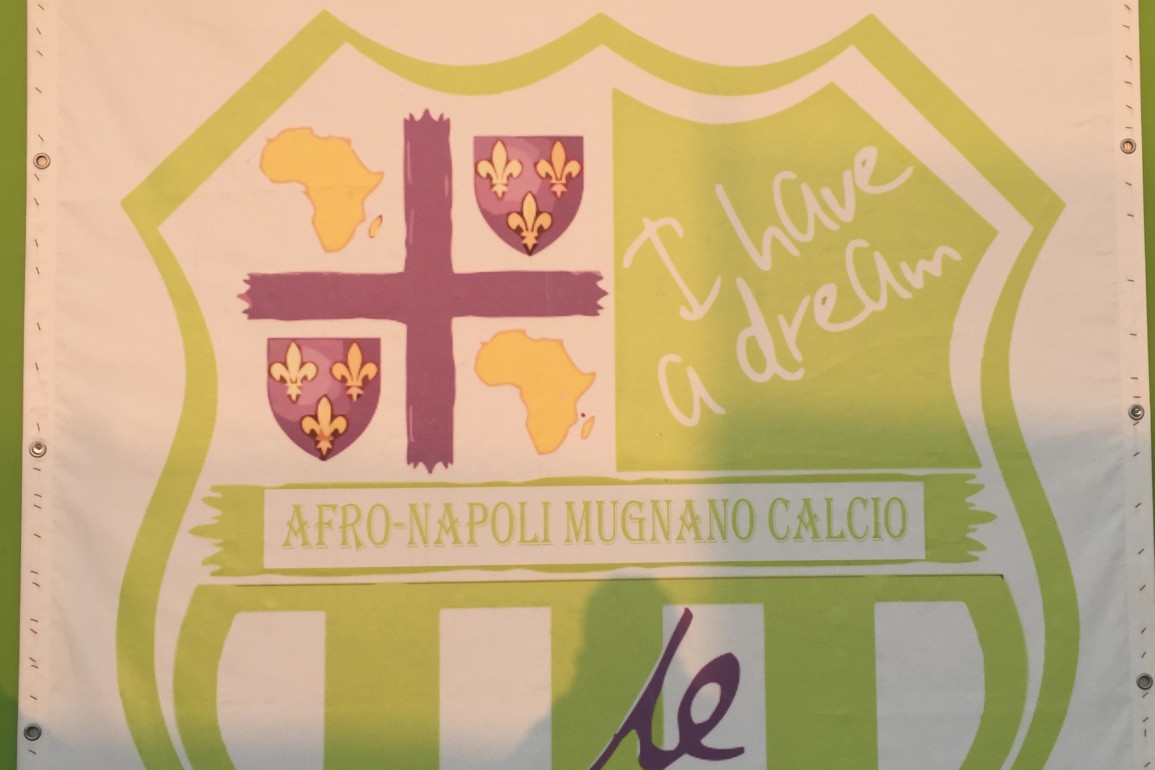 I have
a dream
AFRO-NAPOLI MUGNANO CALCIO